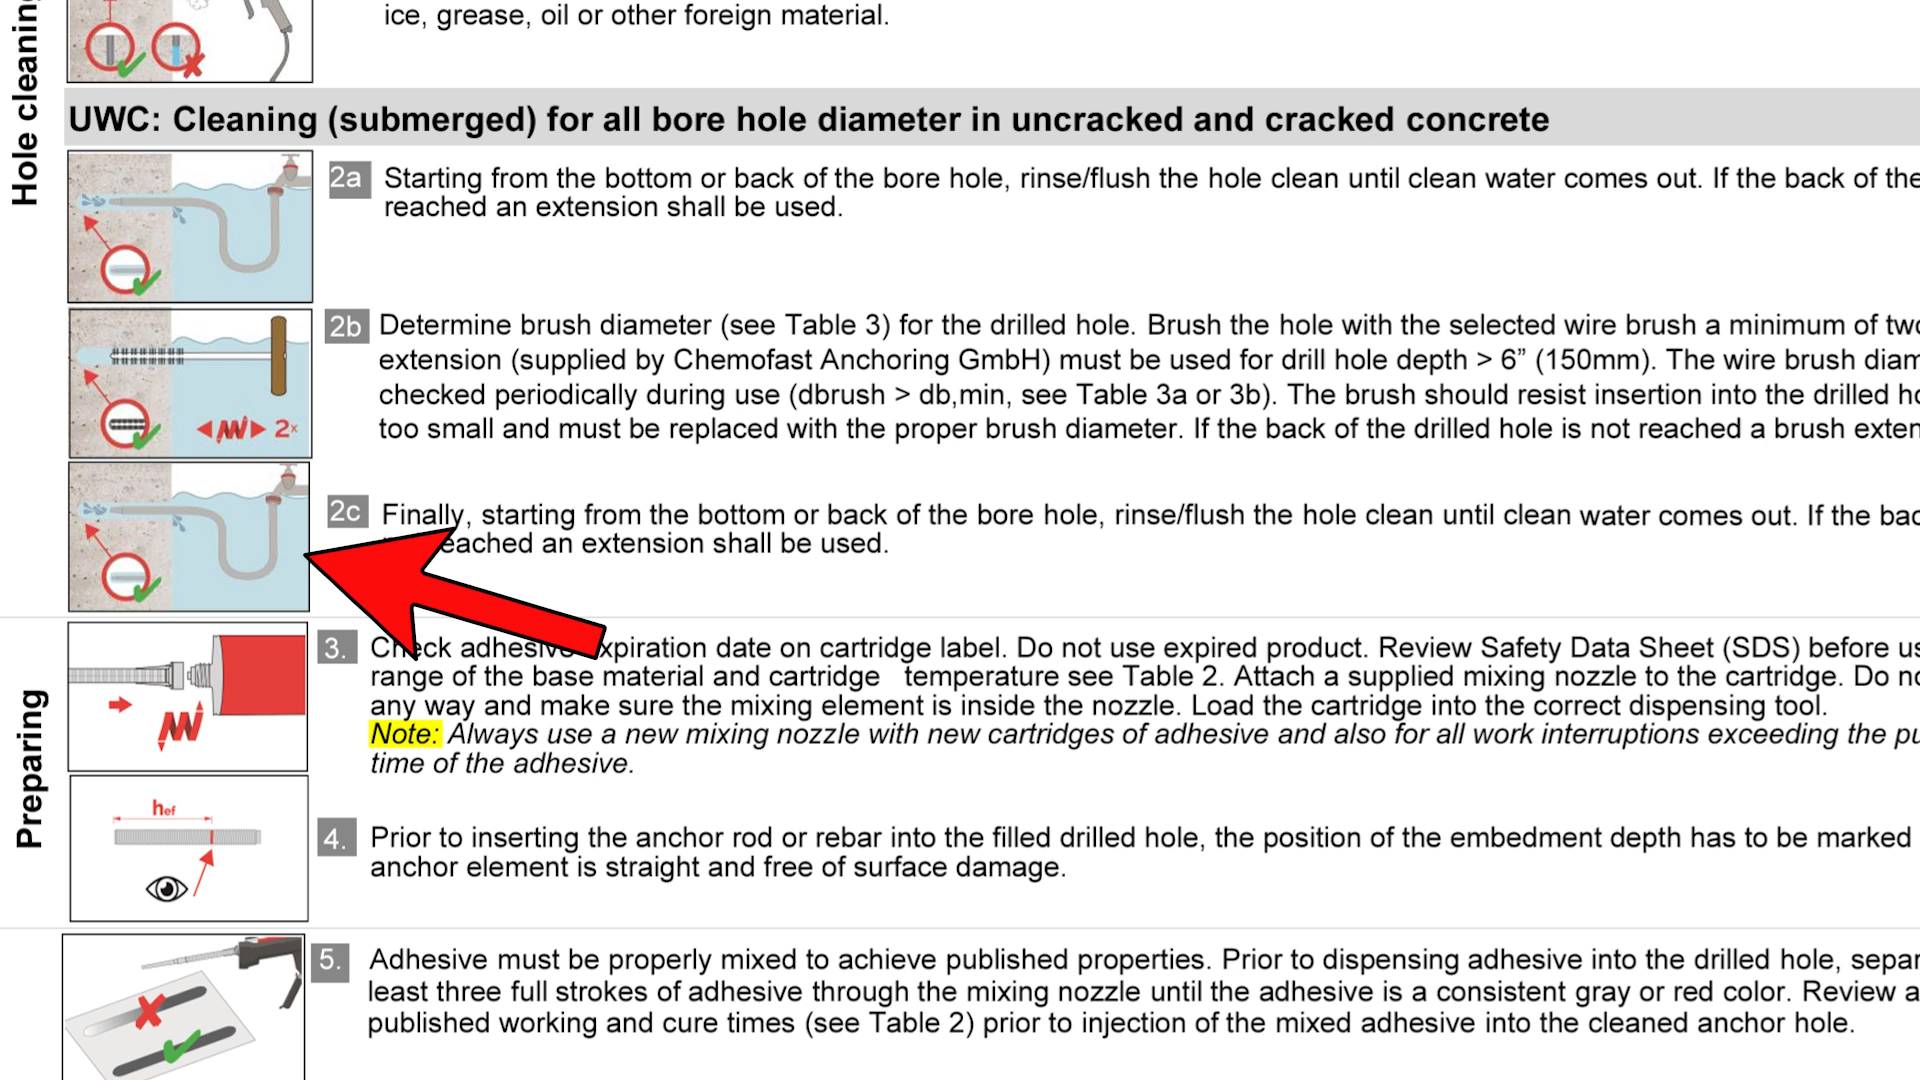 Hole cleaning
ice, grease, oil or other foreign material.
UWC: Cleaning (submerged) for all bore hole diameter in uncracked and cracked concrete
2a Starting from the bottom or back of the bore hole, rinse/flush the hole clean until clean water comes out. If the back of the
reached an extension shall be used.
2b Determine brush diameter (see Table 3) for the drilled hole. Brush the hole with the selected wire brush a minimum of two
extension (supplied by Chemofast Anchoring GmbH) must be used for drill hole depth > 6” (150mm). The wire brush diam
checked periodically during use (dbrush > db,min, see Table 3a or 3b). The brush should resist insertion into the drilled ho
too small and must be replaced with the proper brush diameter. If the back of the drilled hole is not reached a brush exten
2x
2c Finally, starting from the bottom or back of the bore hole, rinse/flush the hole clean until clean water comes out. If the bac
reached an extension shall be used.
Preparing
3. Check adhesive expiration date on cartridge label. Do not use expired product. Review Safety Data Sheet (SDS) before us
range of the base material and cartridge temperature see Table 2. Attach a supplied mixing nozzle to the cartridge. Do no
any way and make sure the mixing element is inside the nozzle. Load the cartridge into the correct dispensing tool.
Note: Always use a new mixing nozzle with new cartridges of adhesive and also for all work interruptions exceeding the pu
time of the adhesive.
hef
4. Prior to inserting the anchor rod or rebar into the filled drilled hole, the position of the embedment depth has to be marked
anchor element is straight and free of surface damage.
5. Adhesive must be properly mixed to achieve published properties. Prior to dispensing adhesive into the drilled hole, separ
least three full strokes of adhesive through the mixing nozzle until the adhesive is a consistent gray or red color. Review a
published working and cure times (see Table 2) prior to injection of the mixed adhesive into the cleaned anchor hole.